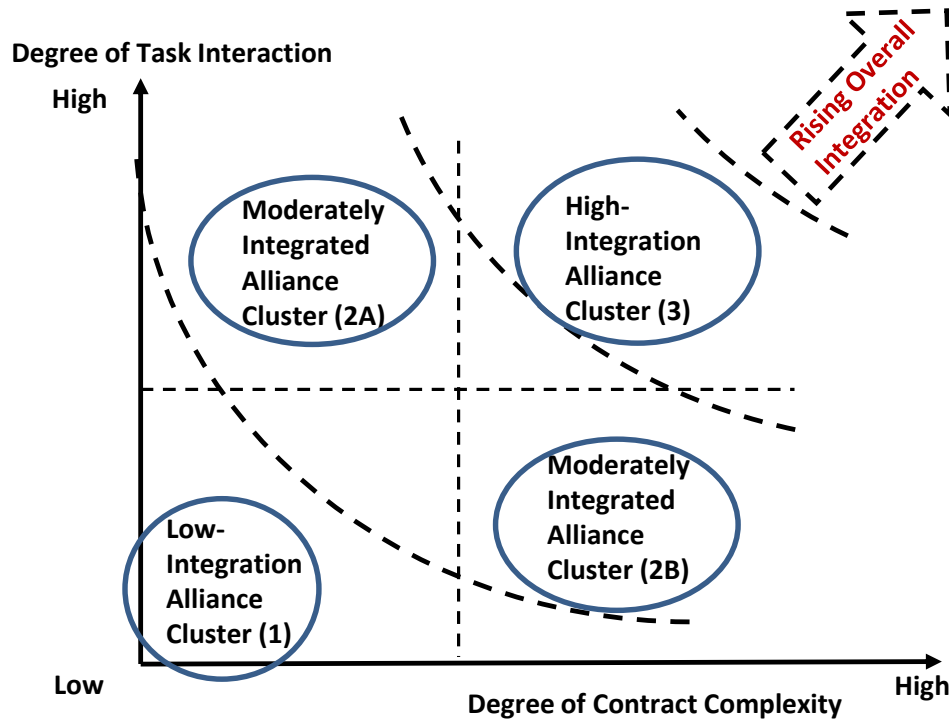 Degree of Task Interaction
High
Rising Overall
Integration
Moderately
Integrated
Alliance
Cluster (2A)
High-
Integration
Alliance
Cluster (3)
Moderately
Integrated
Alliance
Cluster (2B)
Low-
Integration
Alliance
Cluster (1)
Low
High
Degree of Contract Complexity